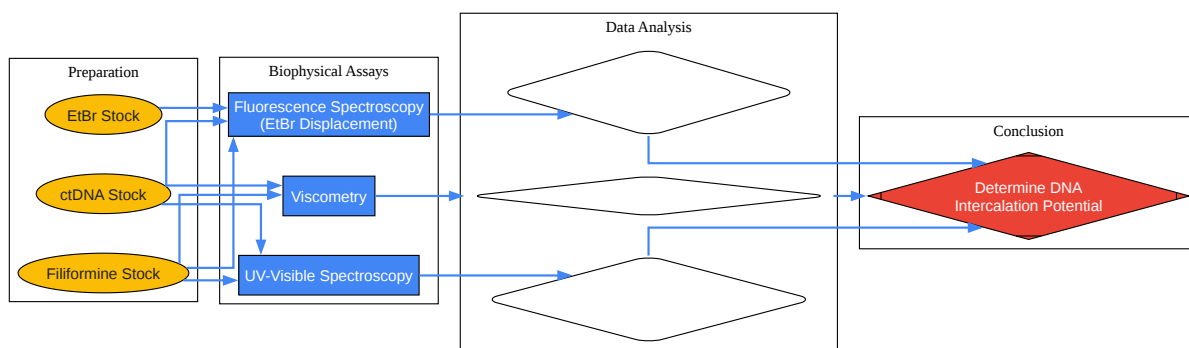 Preparation
EtBr Stock
ctDNA Stock
Filiformine Stock
Biophysical Assays
Fluorescence Spectroscopy
(EtBr Displacement)
Viscometry
UV-Visible Spectroscopy
Data Analysis
Conclusion
Determine DNA
Intercalation Potential